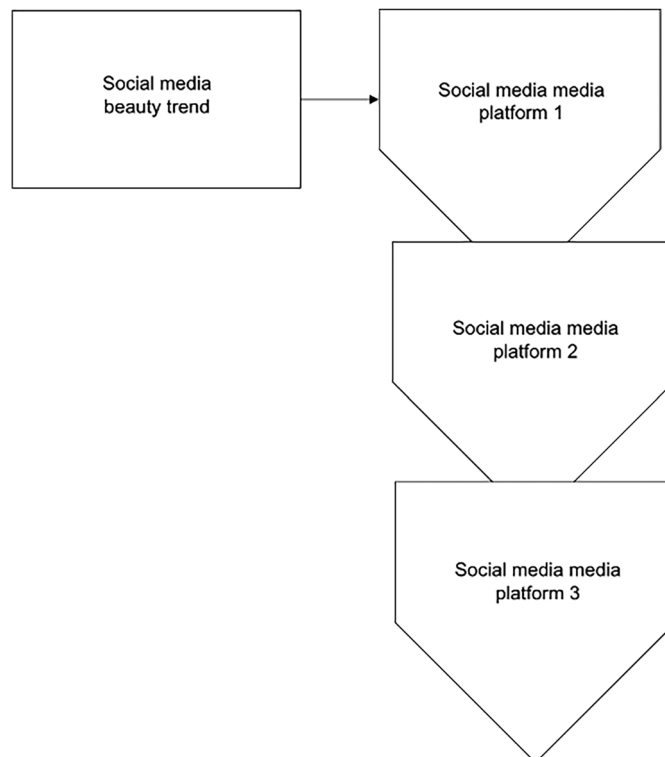 Social media
beauty trend
Social media media
platform 1
Social media media
platform 2
Social media media
platform 3